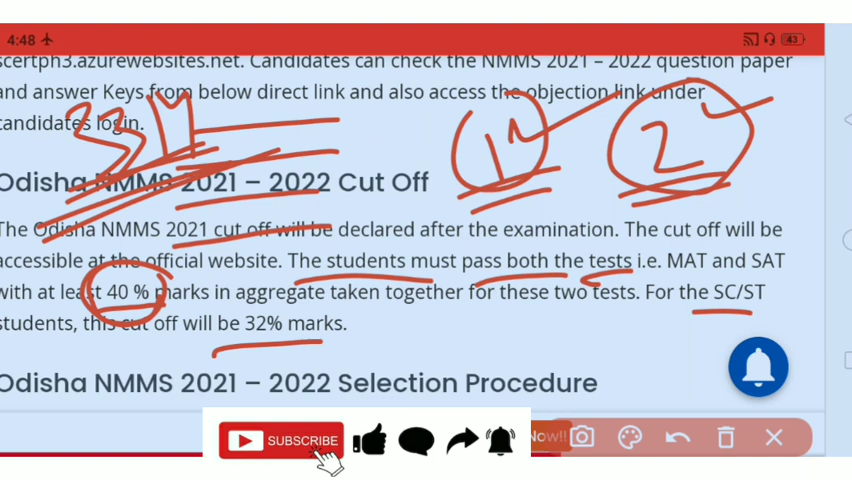 4:48
43
scertph3.azurewebsites.net. Candidates can check the NMMS 2021 – 2022 question paper
and answer Keys from below direct link and also access the objection link under
candidates login.
1
2
Odisha NMMS 2021 – 2022 Cut Off
The Odisha NMMS 2021 cut off will be declared after the examination. The cut off will be
accessible at the official website. The students must pass both the tests i.e. MAT and SAT
with at least 40 % marks in aggregate taken together for these two tests. For the SC/ST
students, this cut off will be 32% marks.
Odisha NMMS 2021 – 2022 Selection Procedure
SUBSCRIBE
Now!!